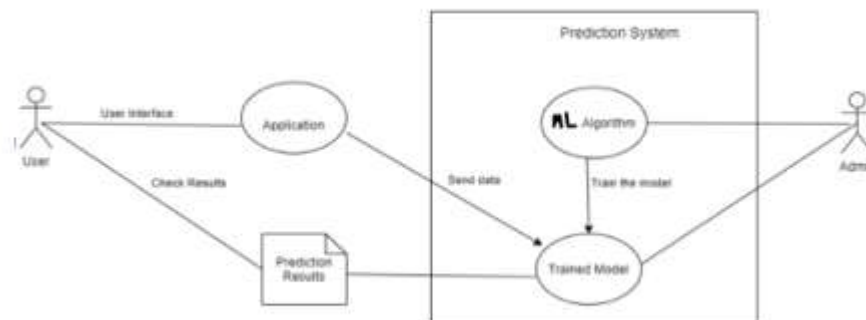 Prediction System
User Interface
Application
ML Algorithm
User
Adm
Check Results
Send data
Train the model
Prediction
Results
Trained Model